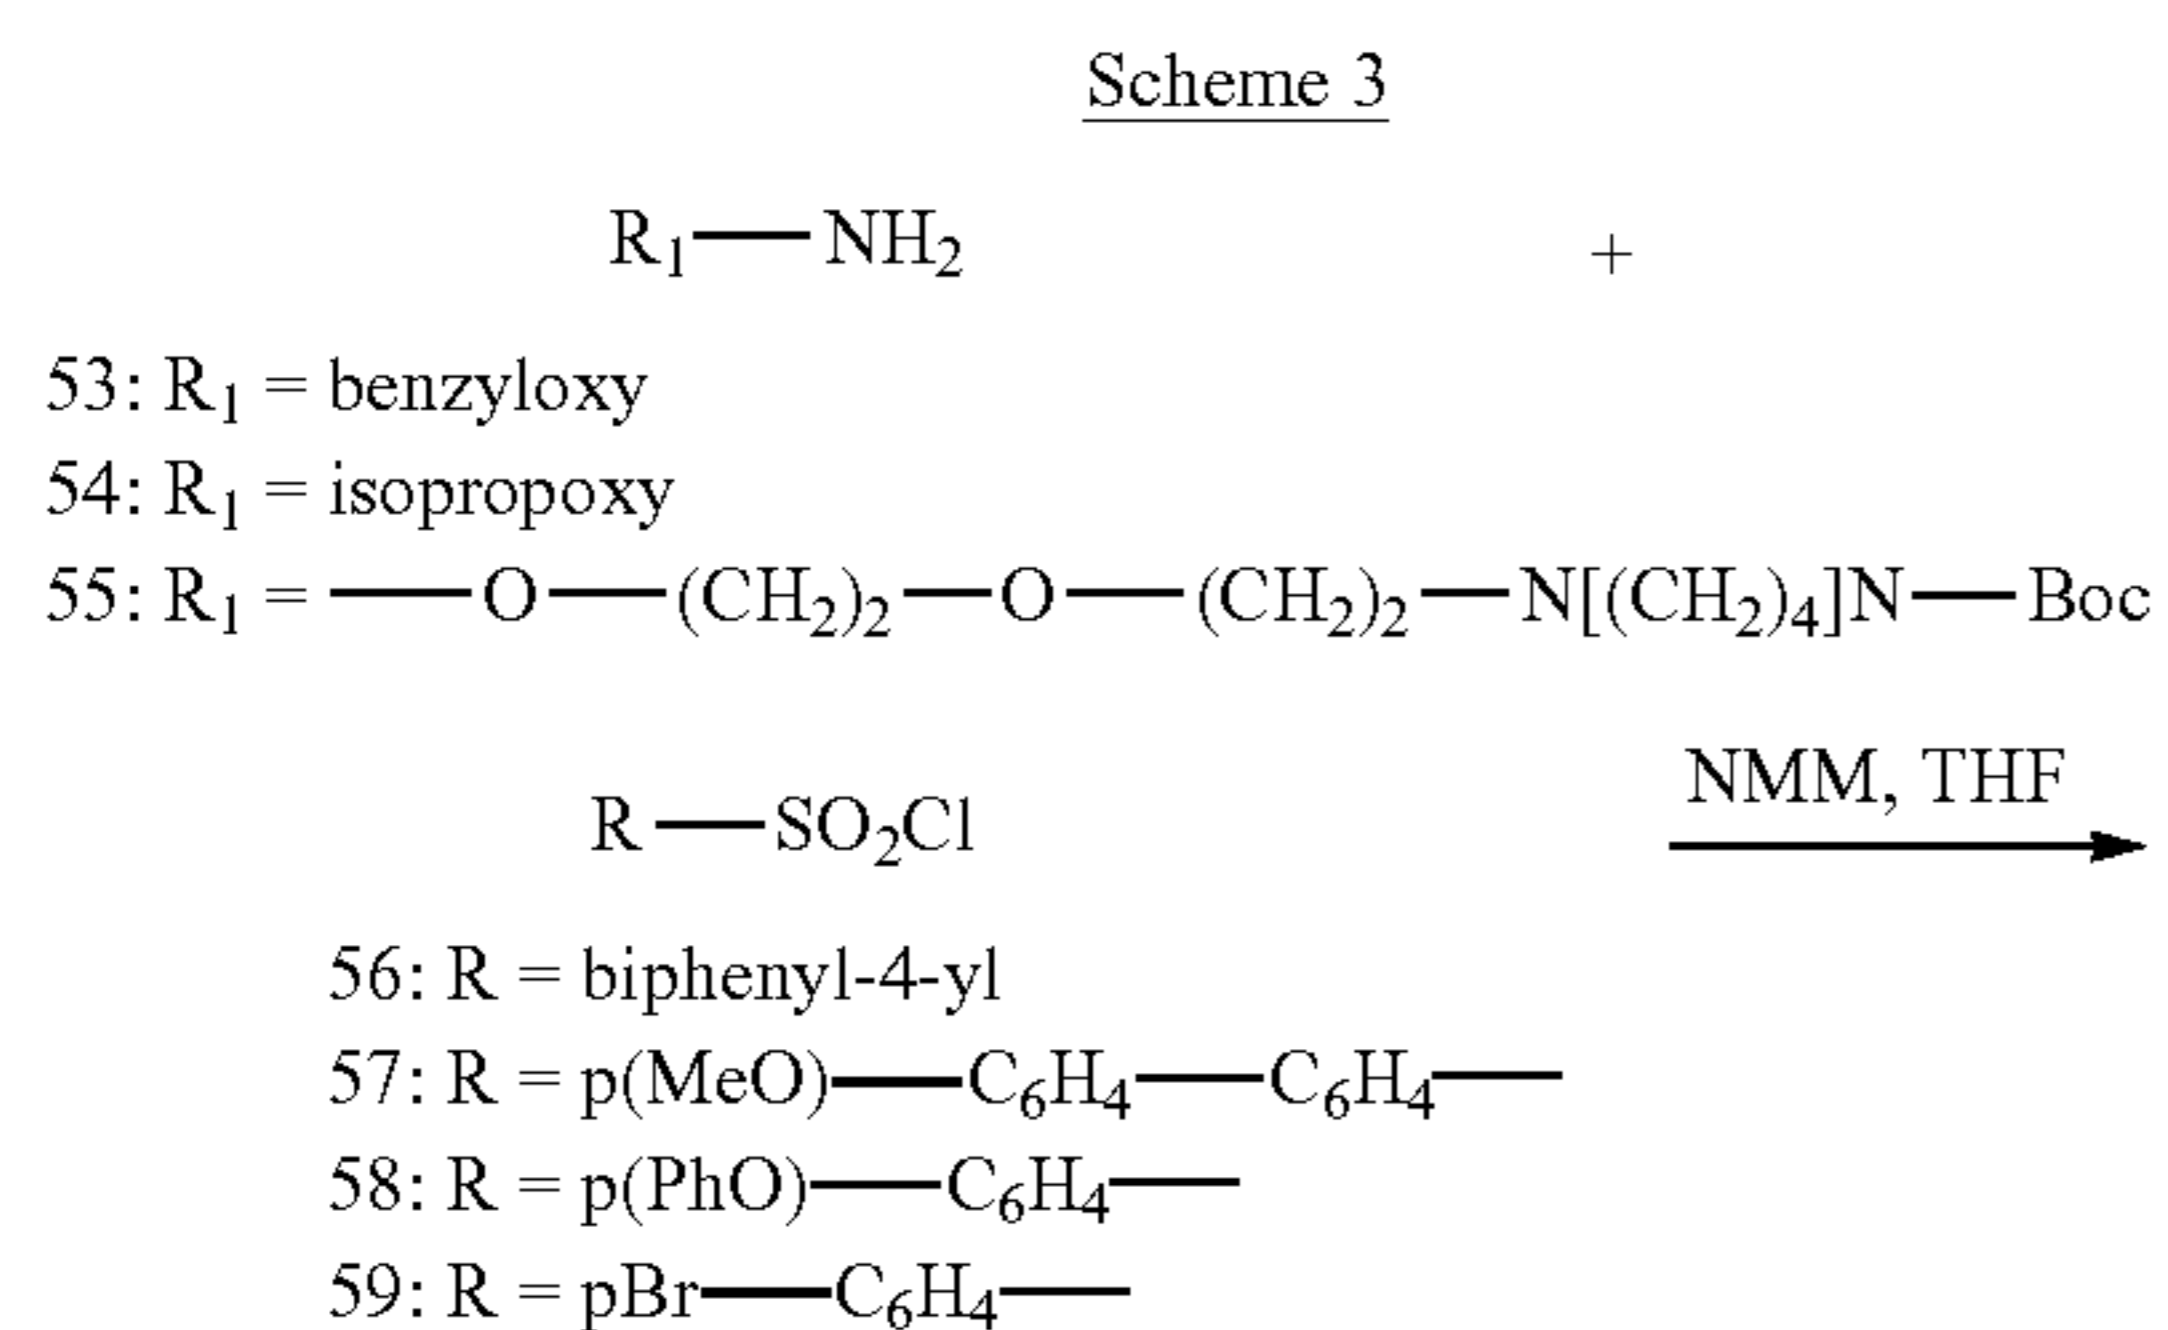 Scheme 3
R₁—NH₂ +
53: R₁ = benzyloxy
54: R₁ = isopropoxy
55: R₁ = —O—(CH₂)₂—O—(CH₂)₂—N[(CH₂)₄]N—Boc
NMM, THF
R—SO₂Cl
56: R = biphenyl-4-yl
57: R = p(MeO)—C₆H₄—C₆H₄—
58: R = p(PhO)—C₆H₄—
59: R = pBr—C₆H₄—